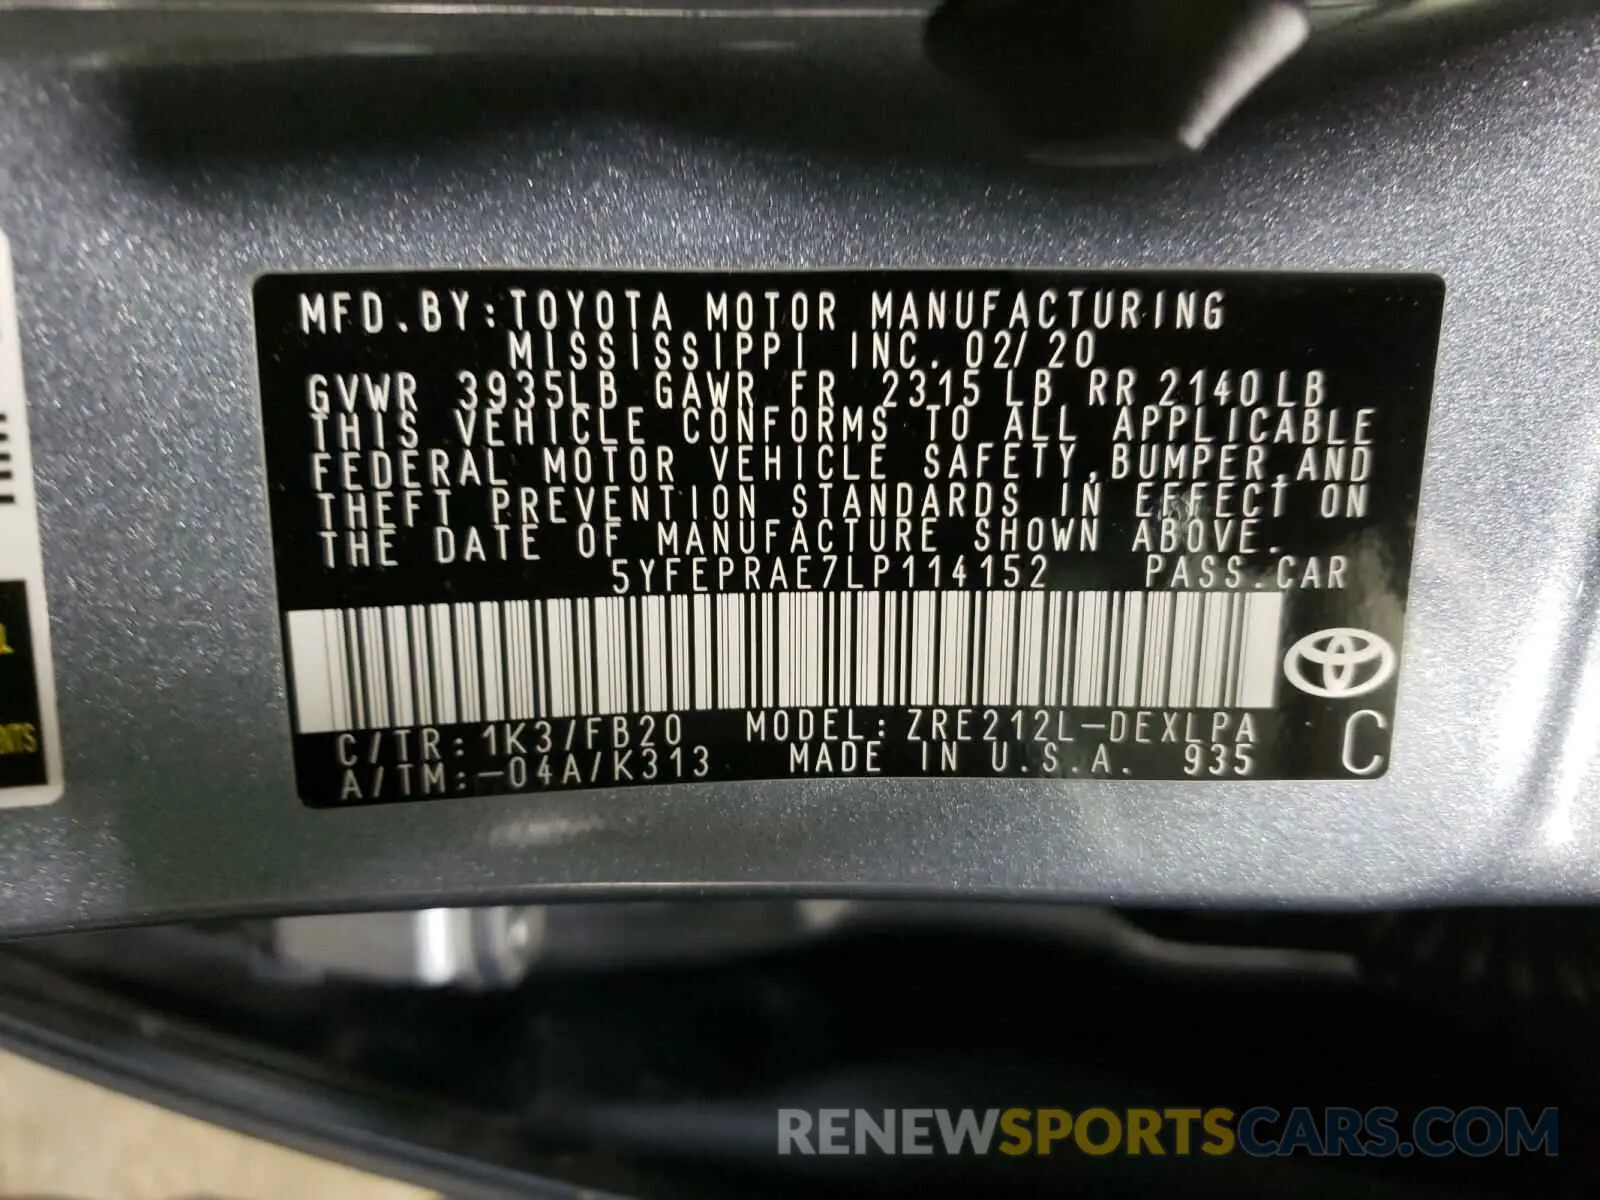 MFD.BY:TOYOTA MOTOR MANUFACTURING
MISSISSIPPI INC.02/20
GVWR 3935LB GAWR FR 2315LB RR 2140LB
THIS VEHICLE CONFORMS TO ALL APPLICABLE
FEDERAL MOTOR VEHICLE SAFETY,BUMPER,AND
THEFT PREVENTION STANDARDS IN EFFECT ON
THE DATE OF MANUFACTURE SHOWN ABOVE.
5YFEPRAE7LP114152 PASS.CAR
C/TR:1K3/FB20 MODEL:ZRE212L-DEXLPA
A/TM:-04A/K313 MADE IN U.S.A. 935 C
RENEWSPORTSCARS.COM